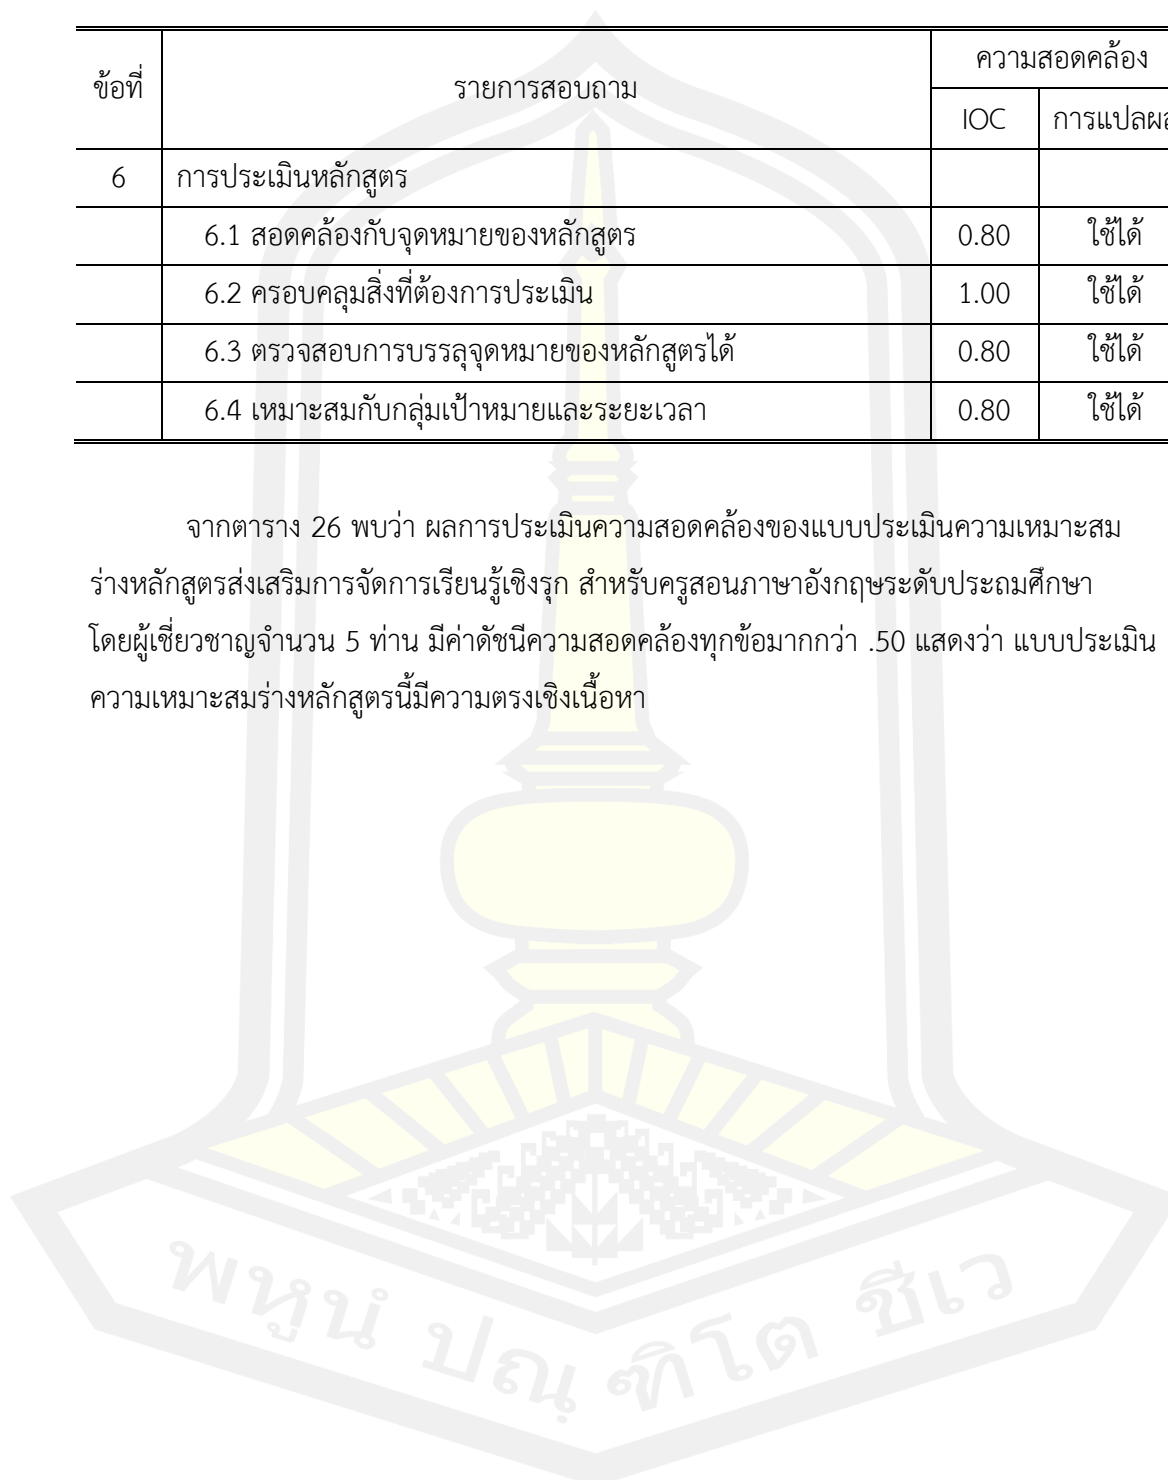 ข้อที่ รายการสอบถาม ความสอดคล้อง
IOC การแปลผล
6 การประเมินหลักสูตร
6.1 สอดคล้องกับจุดหมายของหลักสูตร 0.80 ใช้ได้
6.2 ครอบคลุมสิ่งที่ต้องการประเมิน 1.00 ใช้ได้
6.3 ตรวจสอบการบรรลุจุดหมายของหลักสูตรได้ 0.80 ใช้ได้
6.4 เหมาะสมกับกลุ่มเป้าหมายและระยะเวลา 0.80 ใช้ได้
จากตาราง 26 พบว่า ผลการประเมินความสอดคล้องของแบบประเมินความเหมาะสม
ร่างหลักสูตรส่งเสริมการจัดการเรียนรู้เชิงรุก สำหรับครูสอนภาษาอังกฤษระดับประถมศึกษา
โดยผู้เชี่ยวชาญจำนวน 5 ท่าน มีค่าดัชนีความสอดคล้องทุกข้อมากกว่า .50 แสดงว่า แบบประเมิน
ความเหมาะสมร่างหลักสูตรนี้มีความตรงเชิงเนื้อหา
พหูนํ ปณฺฑิโต ชีเว